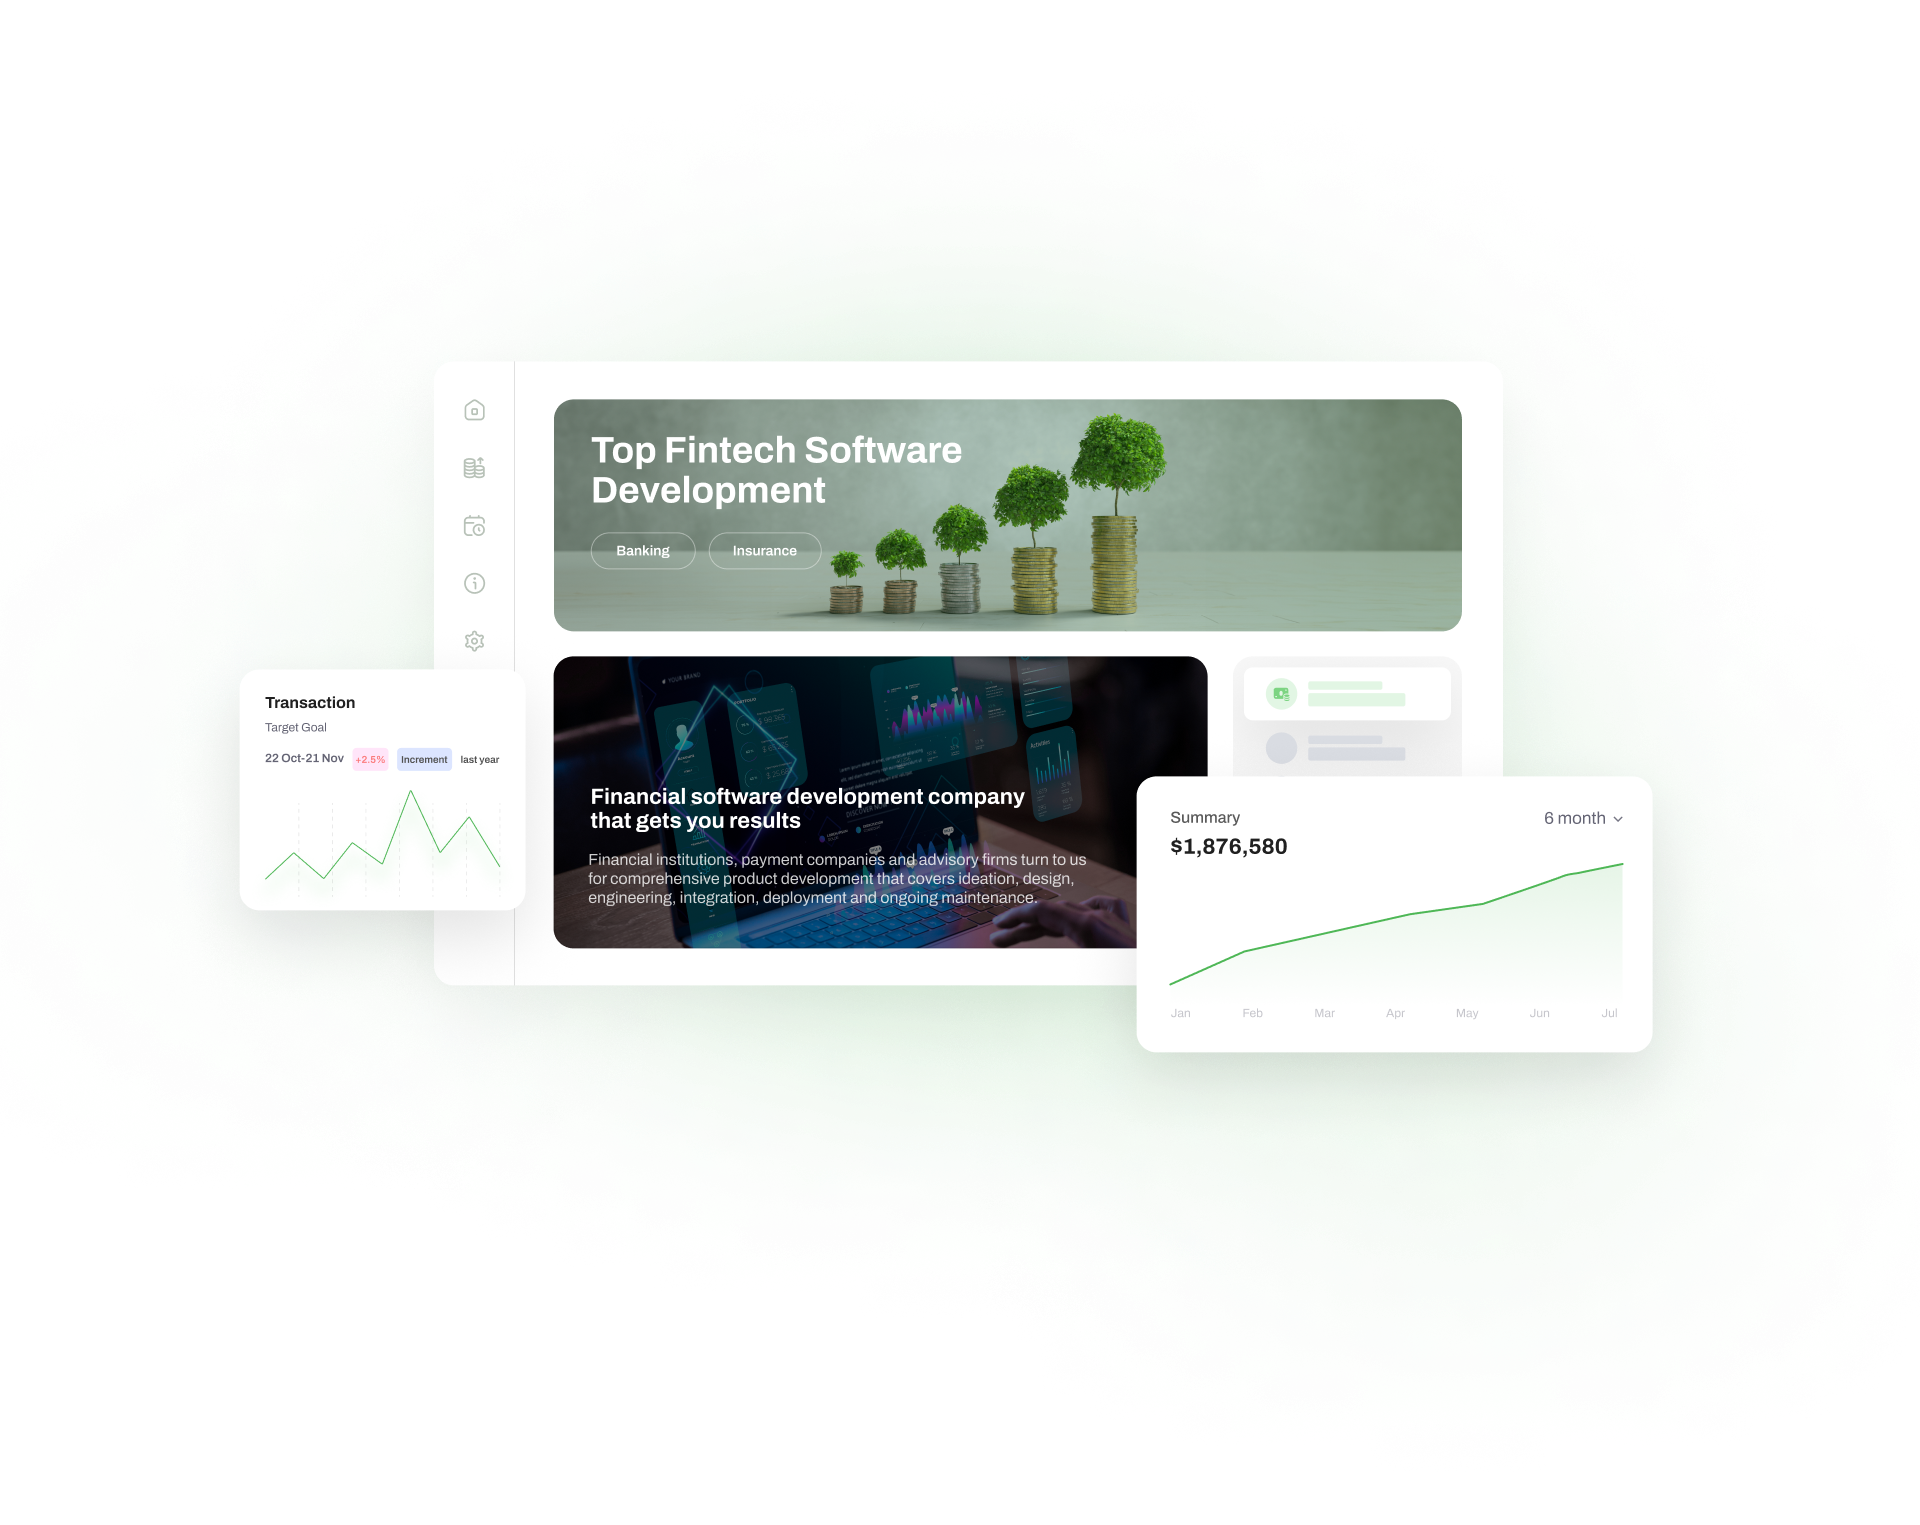 Top Fintech Software
Development
Banking
Insurance
Transaction
Target Goal
22 Oct-21 Nov
+2.5%
Increment
last year
YOUR BRAND
Activities
Financial software development company
that gets you results
Financial institutions, payment companies and advisory firms turn to us
for comprehensive product development that covers ideation, design,
engineering, integration, deployment and ongoing maintenance.
Summary
6 month
$1,876,580
Jan
Feb
Mar
Apr
May
Jun
Jul